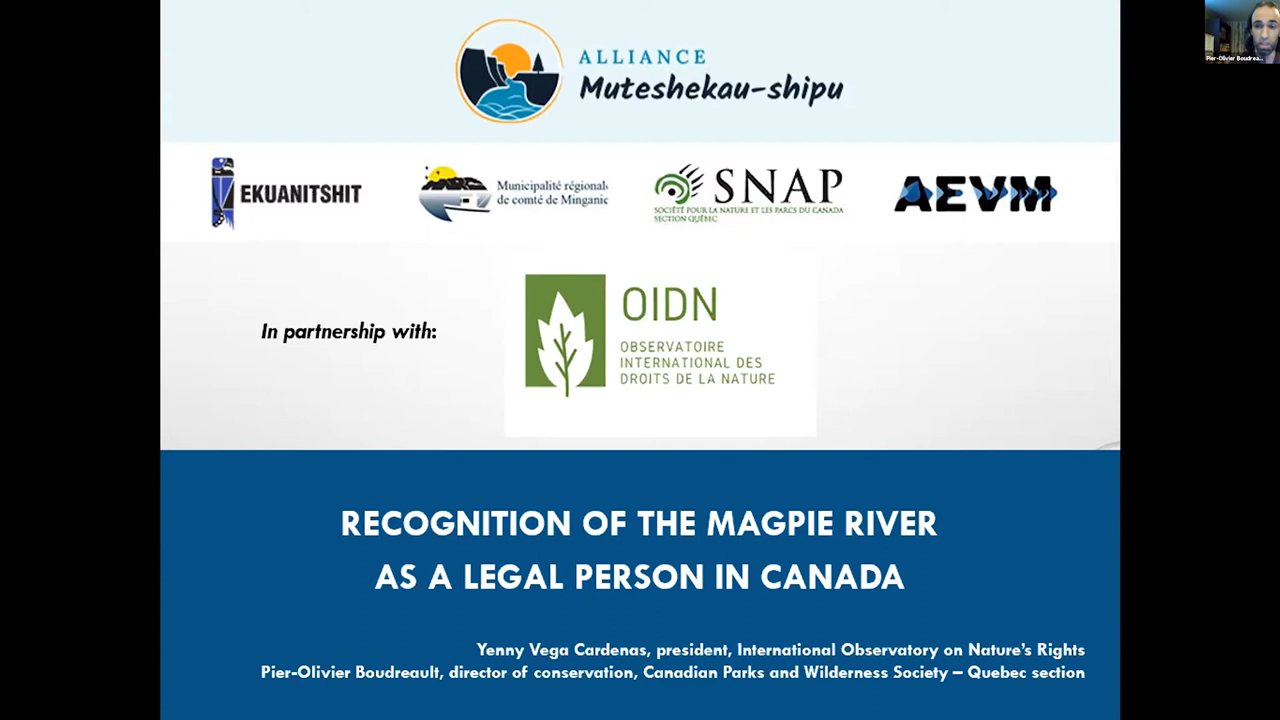 Pier-Olivier Boudrea...
ALLIANCE
Muteshekau-shipu
EKUANITSHIT
Municipalité régionale
de comté de Minganie
SNAP
SOCIÉTÉ POUR LA NATURE ET LES PARCS DU CANADA
SECTION QUÉBEC
AEVM
In partnership with:
OIDN
OBSERVATOIRE
INTERNATIONAL DES
DROITS DE LA NATURE
RECOGNITION OF THE MAGPIE RIVER
AS A LEGAL PERSON IN CANADA
Yenny Vega Cardenas, president, International Observatory on Nature's Rights
Pier-Olivier Boudreault, director of conservation, Canadian Parks and Wilderness Society – Quebec section